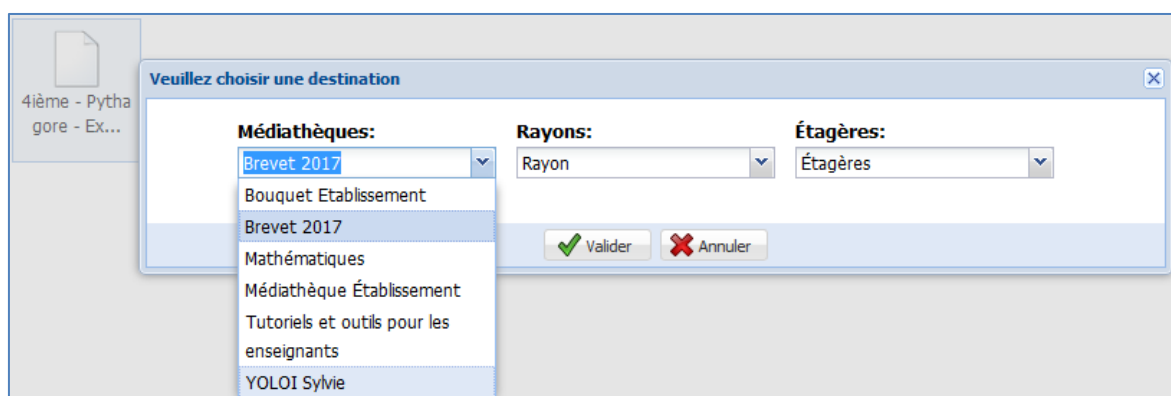 4ième - Pytha
gore - Ex...
Veuillez choisir une destination
Médiathèques: Rayons: Étagères:
Brevet 2017 Rayon Étagères
Bouquet Etablissement
Brevet 2017
Mathématiques
Médiathèque Établissement
Tutoriels et outils pour les
enseignants
YOLOI Sylvie
Valider Annuler